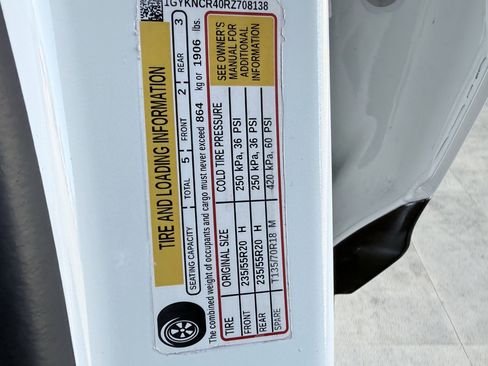 1GYKNCR40RZ708138
TIRE AND LOADING INFORMATION
SEATING CAPACITY TOTAL 5 FRONT 2 REAR 3
The combined weight of occupants and cargo must never exceed 864 kg or 1906 lbs.
TIRE ORIGINAL SIZE COLD TIRE PRESSURE
FRONT 235/55R20 H 250 kPa, 36 PSI
REAR 235/55R20 H 250 kPa, 36 PSI
SPARE T135/70R18 M 420 kPa, 60 PSI
SEE OWNER'S
MANUAL FOR
ADDITIONAL
INFORMATION